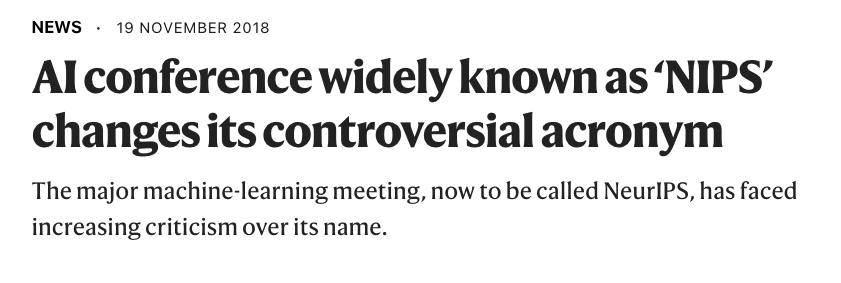 NEWS · 19 NOVEMBER 2018
AI conference widely known as ‘NIPS’
changes its controversial acronym
The major machine-learning meeting, now to be called NeurIPS, has faced
increasing criticism over its name.